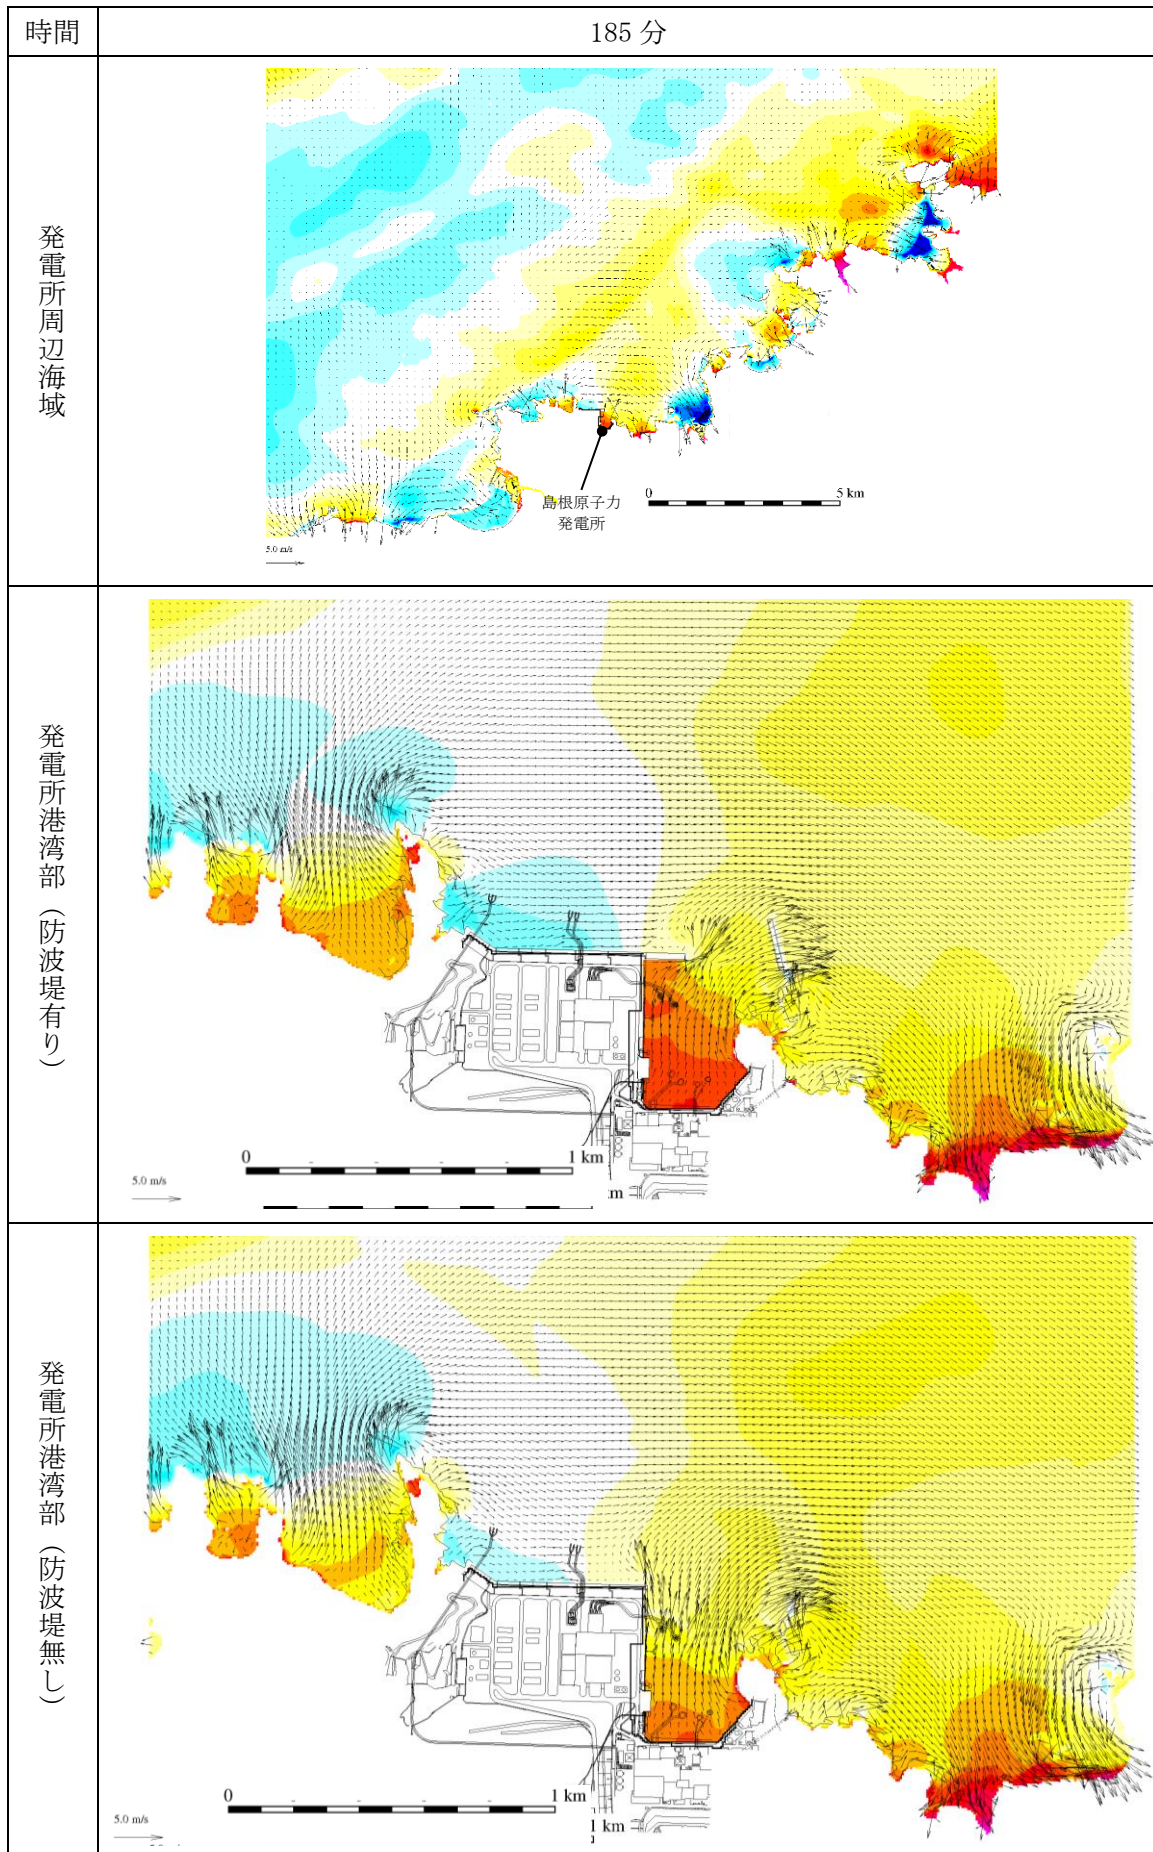 時間
185 分
発電所周辺海域
島根原子力
発電所
0
5 km
5.0 m/s
発電所港湾部（防波堤有り）
0
1 km
5.0 m/s
発電所港湾部（防波堤無し）
0
1 km
5.0 m/s
1 km